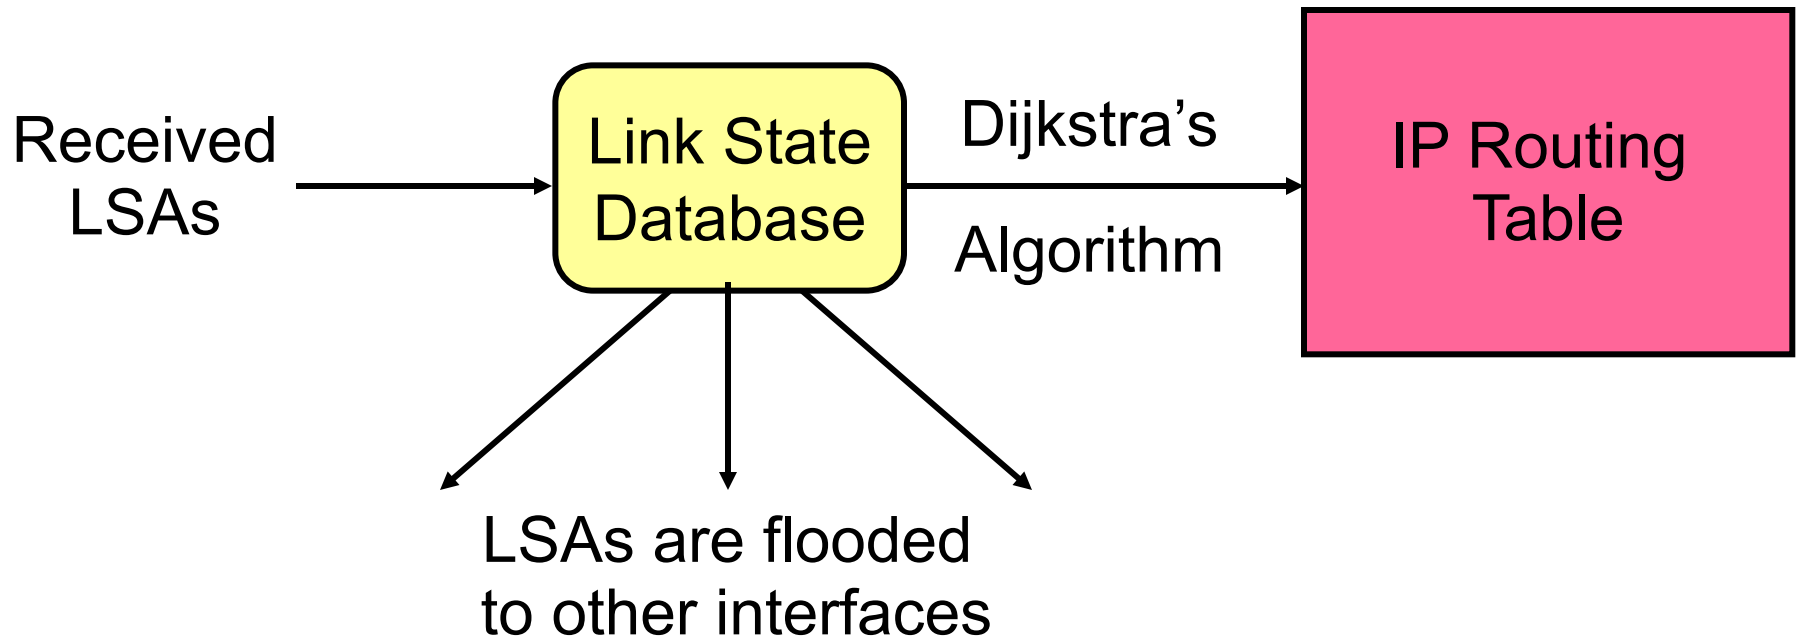 Received
LSAs
Link State
Database
Dijkstra’s
Algorithm
IP Routing
Table
LSAs are flooded
to other interfaces